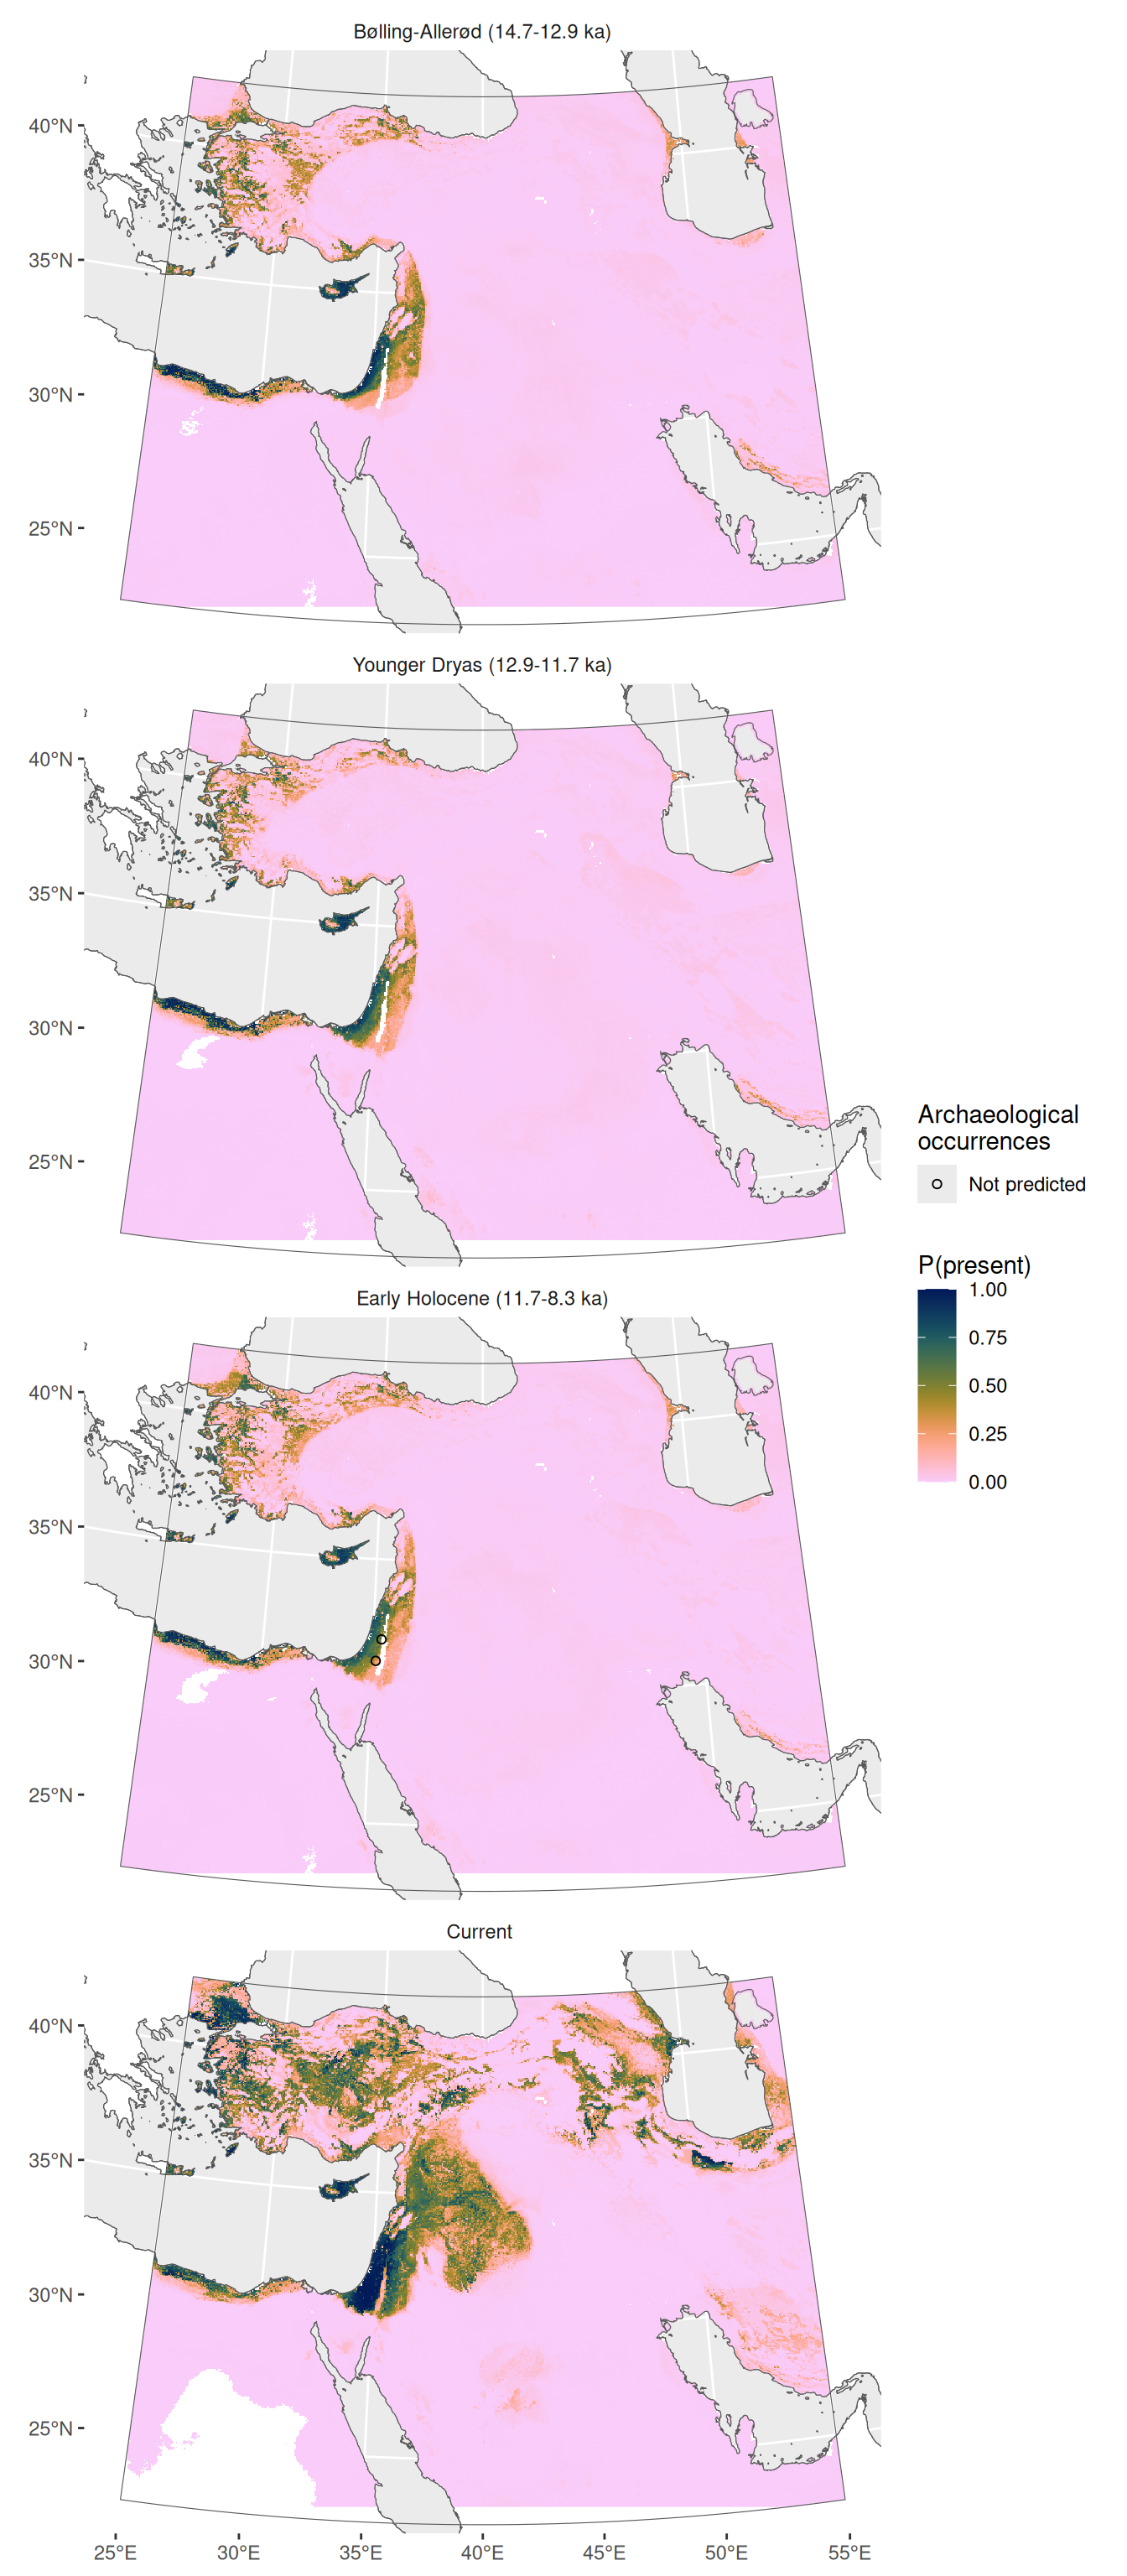 Bølling-Allerød (14.7-12.9 ka)
40°N
35°N
30°N
25°N
Younger Dryas (12.9-11.7 ka)
40°N
35°N
30°N
25°N
Archaeological
occurrences
Not predicted
P(present)
1.00
0.75
0.50
0.25
0.00
Early Holocene (11.7-8.3 ka)
40°N
35°N
30°N
25°N
Current
40°N
35°N
30°N
25°N
25°E 30°E 35°E 40°E 45°E 50°E 55°E